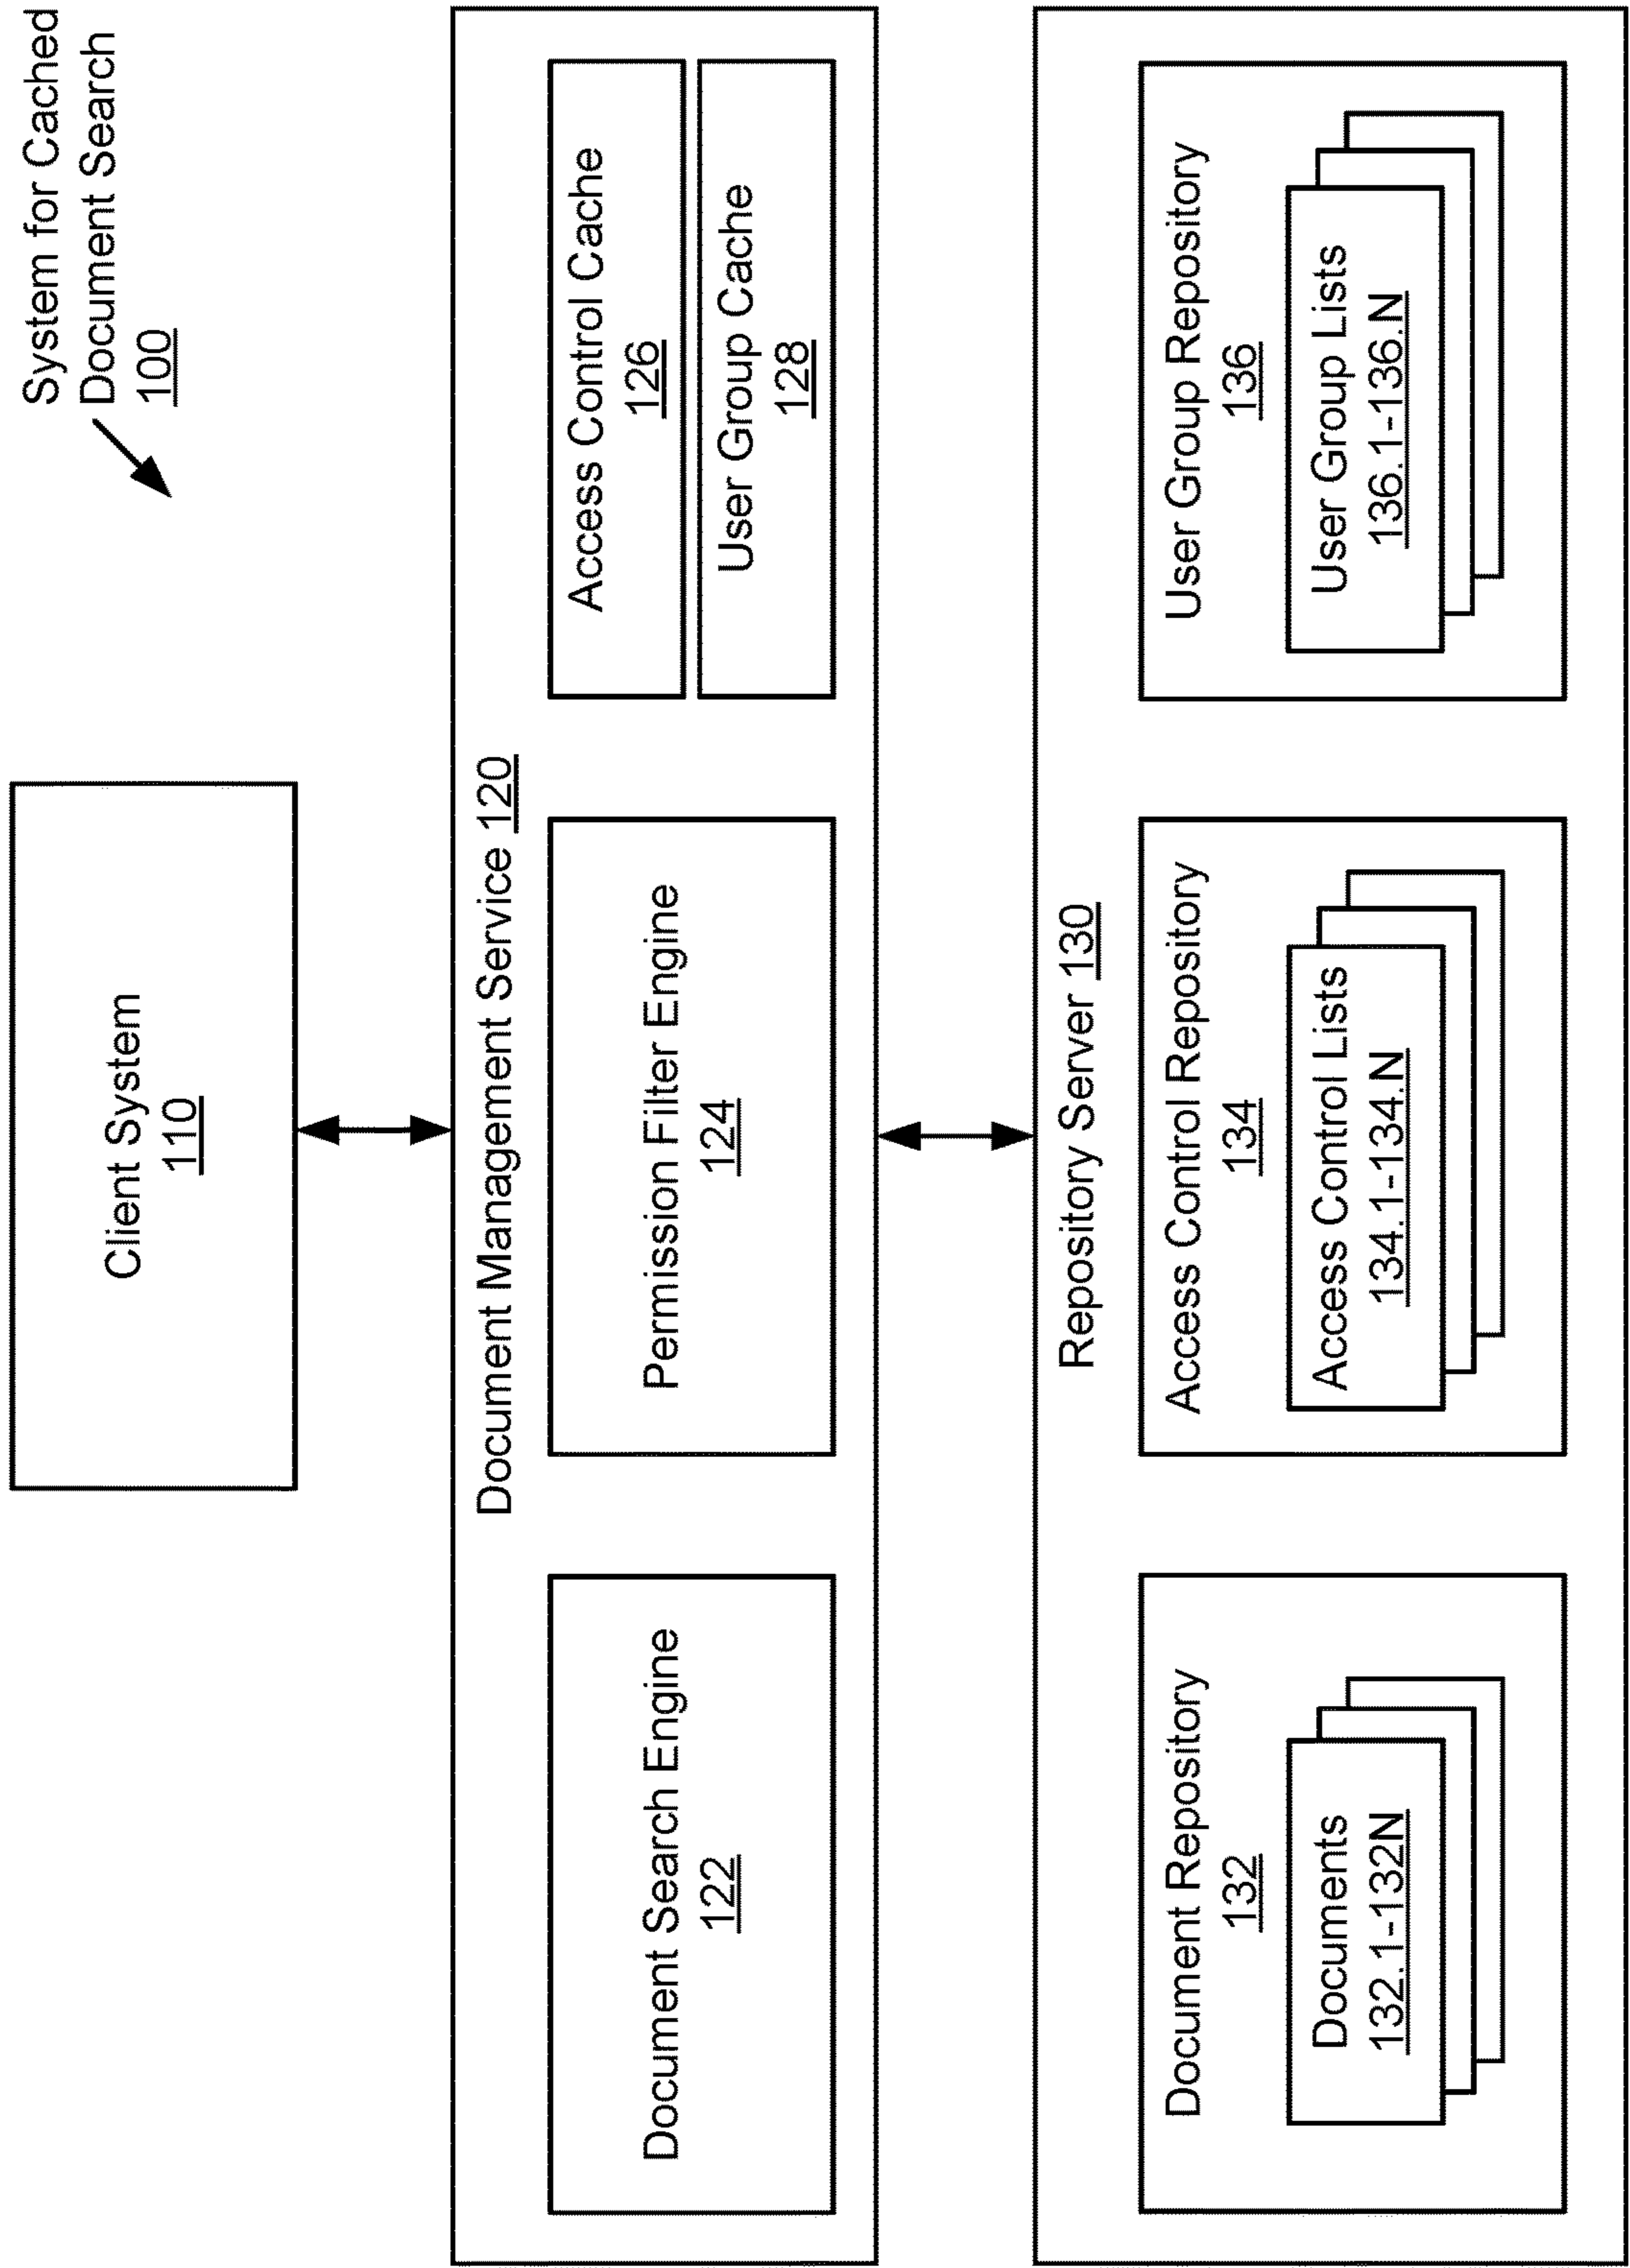 System for Cached
Document Search
100
Client System
110
Document Management Service 120
Document Search Engine
122
Permission Filter Engine
124
Access Control Cache
126
User Group Cache
128
Repository Server 130
Document Repository
132
Documents
132.1-132N
Access Control Repository
134
Access Control Lists
134.1-134.N
User Group Repository
136
User Group Lists
136.1-136.N